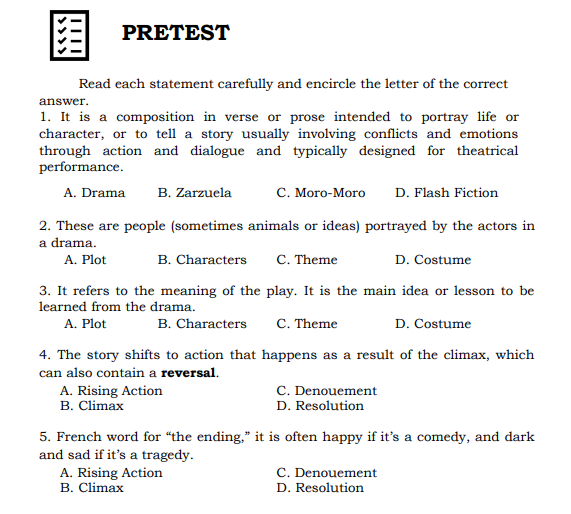 PRETEST
Read each statement carefully and encircle the letter of the correct
answer.
1. It is a composition in verse or prose intended to portray life or
character, or to tell a story usually involving conflicts and emotions
through action and dialogue and typically designed for theatrical
performance.
A. Drama B. Zarzuela C. Moro-Moro D. Flash Fiction
2. These are people (sometimes animals or ideas) portrayed by the actors in
a drama.
A. Plot B. Characters C. Theme D. Costume
3. It refers to the meaning of the play. It is the main idea or lesson to be
learned from the drama.
A. Plot B. Characters C. Theme D. Costume
4. The story shifts to action that happens as a result of the climax, which
can also contain a reversal.
A. Rising Action C. Denouement
B. Climax D. Resolution
5. French word for “the ending,” it is often happy if it’s a comedy, and dark
and sad if it’s a tragedy.
A. Rising Action C. Denouement
B. Climax D. Resolution